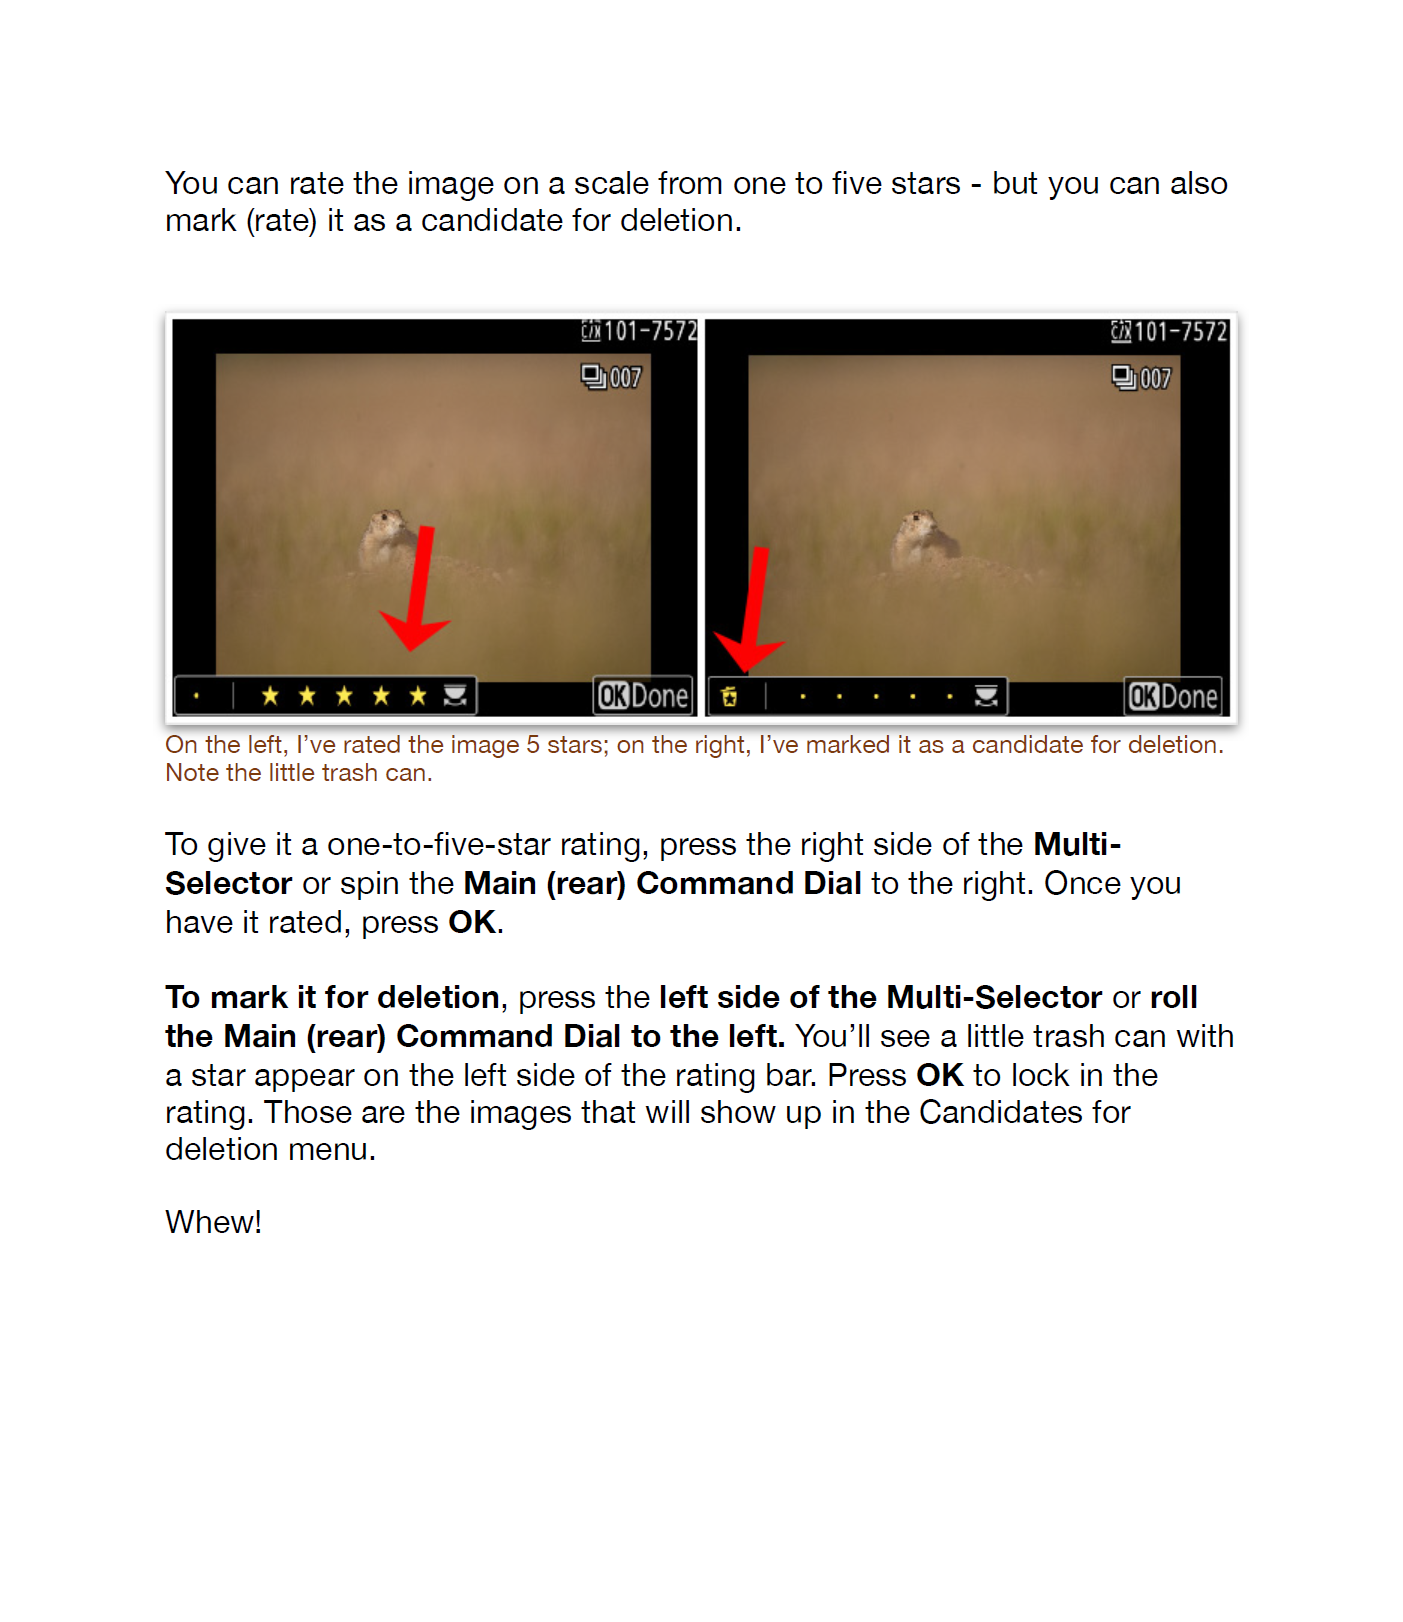 You can rate the image on a scale from one to five stars - but you can also
mark (rate) it as a candidate for deletion.
101-7572
007
OK Done
101-7572
007
OK Done
On the left, I’ve rated the image 5 stars; on the right, I’ve marked it as a candidate for deletion.
Note the little trash can.
To give it a one-to-five-star rating, press the right side of the Multi-
Selector or spin the Main (rear) Command Dial to the right. Once you
have it rated, press OK.
To mark it for deletion, press the left side of the Multi-Selector or roll
the Main (rear) Command Dial to the left. You’ll see a little trash can with
a star appear on the left side of the rating bar. Press OK to lock in the
rating. Those are the images that will show up in the Candidates for
deletion menu.
Whew!